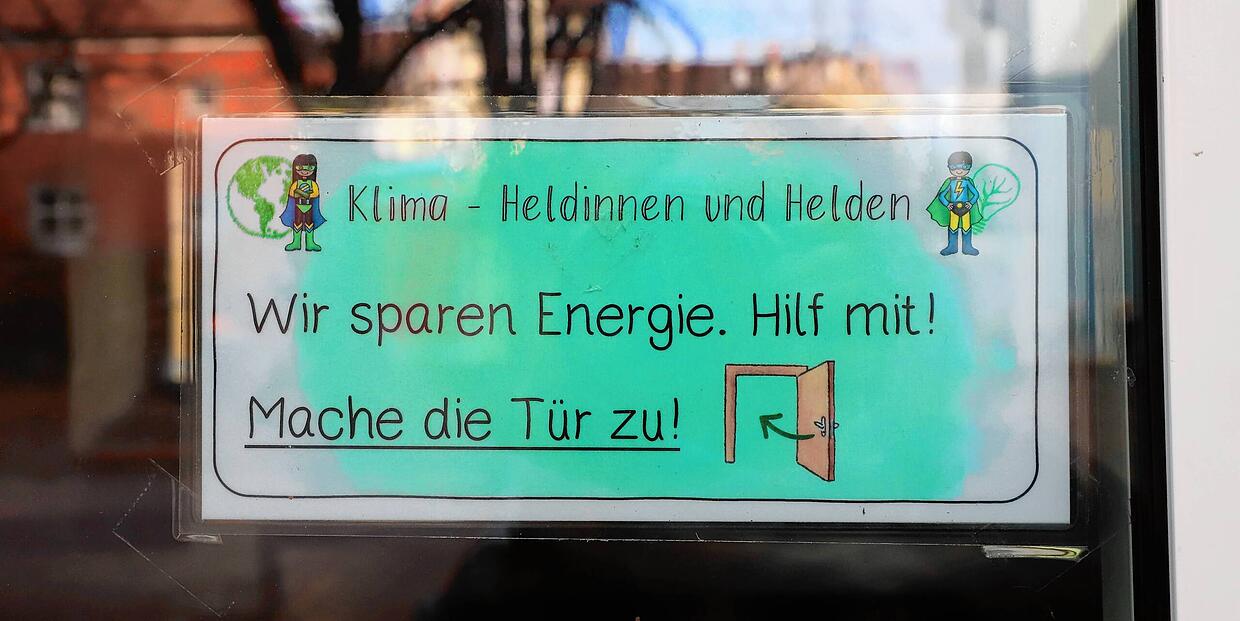 Klima - Heldinnen und Helden
Wir sparen Energie. Hilf mit!
Mache die Tür zu!